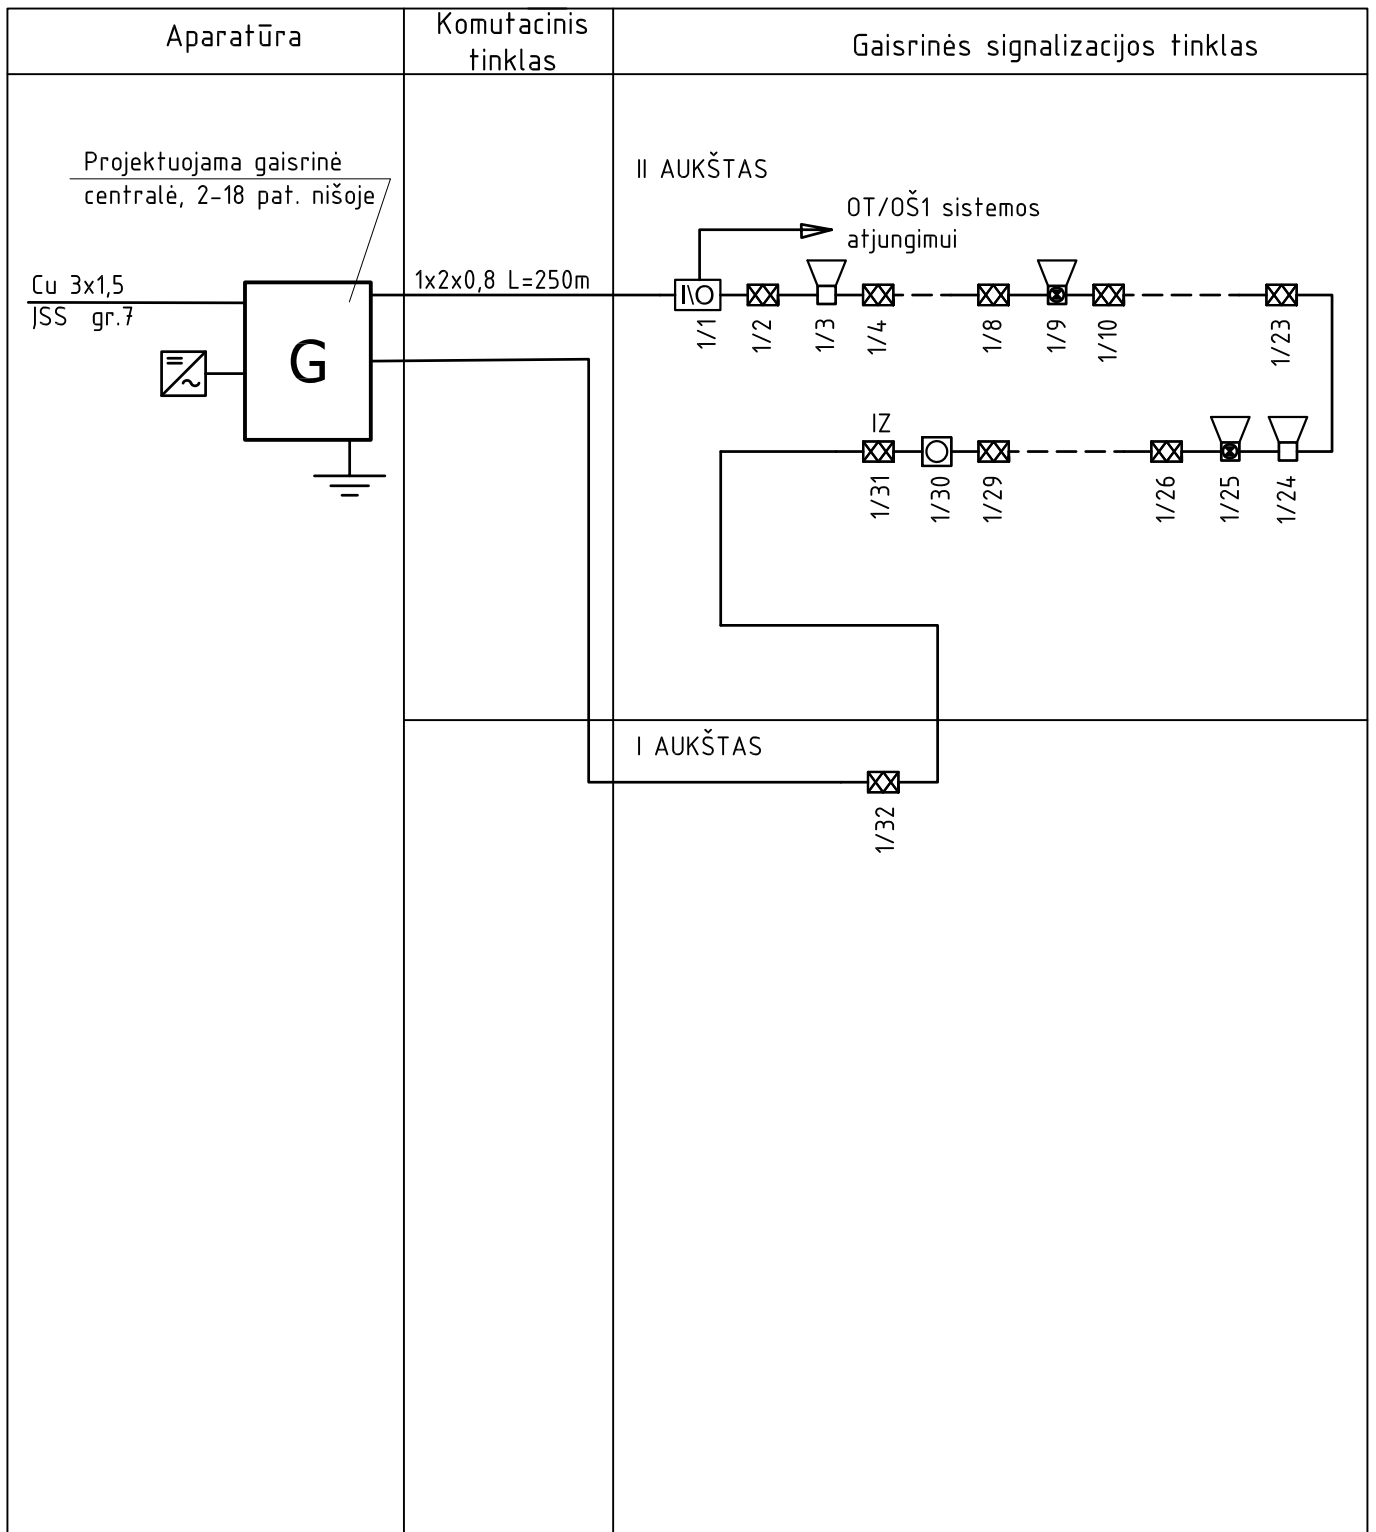 Aparatūra
Komutacinis
tinklas
Gaisrinės signalizacijos tinklas
Projektuojama gaisrinė
centralė, 2-18 pat. nišoje
II AUKŠTAS
OT/OŠ1 sistemos
atjungimui
Cu 3x1,5
JSS gr.7
1x2x0,8 L=250m
G
I\O
1/1
1/2
1/3
1/4
1/8
1/9
1/10
1/23
IZ
1/31
1/30
1/29
1/26
1/25
1/24
I AUKŠTAS
1/32